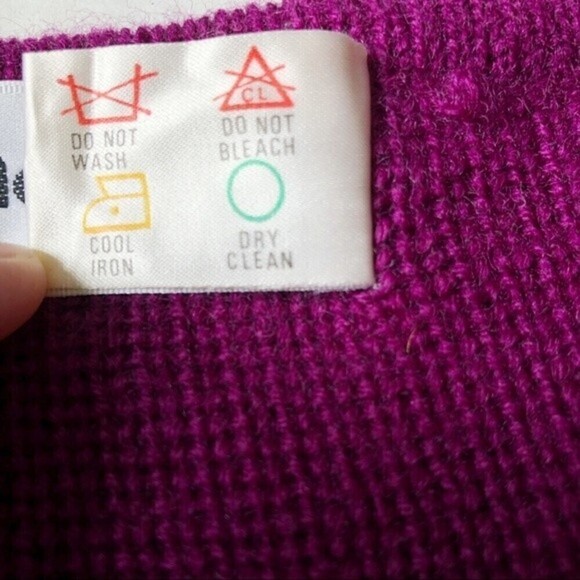 CL
DO NOT
WASH
DO NOT
BLEACH
COOL
IRON
DRY
CLEAN